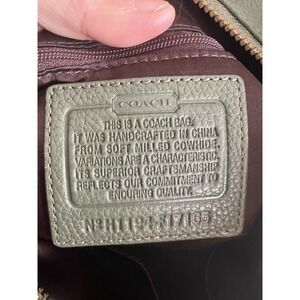 COACH
THIS IS A COACH BAG.
IT WAS HANDCRAFTED IN CHINA
FROM SOFT MILLED COWHIDE.
VARIATIONS ARE A CHARACTERISTIC.
ITS SUPERIOR CRAFTSMANSHIP
REFLECTS OUR COMMITMENT TO
ENDURING QUALITY.